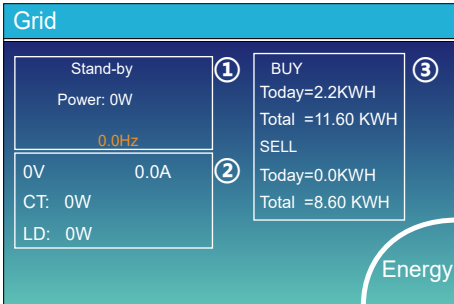 Grid
Stand-by
Power: 0W
0.0Hz
①
0V 0.0A
CT: 0W
LD: 0W
②
BUY
Today=2.2KWH
Total =11.60 KWH
SELL
Today=0.0KWH
Total =8.60 KWH
③
Energy